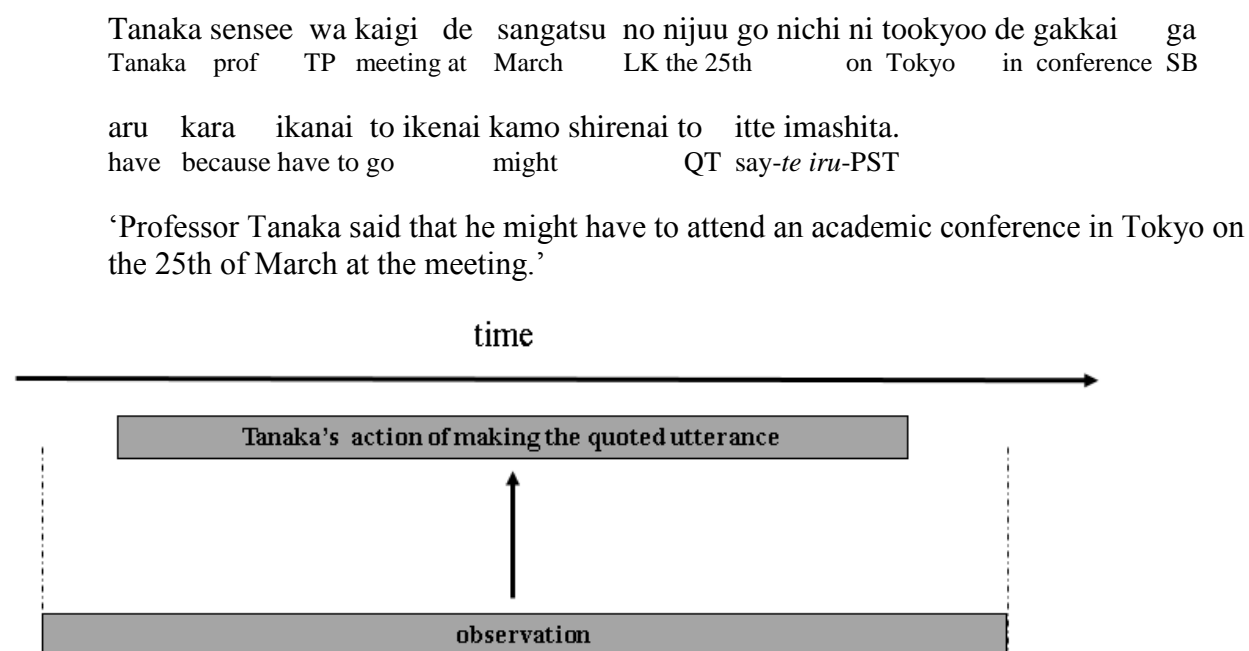 Tanaka sensee wa kaigi de sangatsu no nijuu go nichi ni tookyoo de gakkai ga
Tanaka prof TP meeting at March LK the 25th on Tokyo in conference SB
aru kara ikanai to ikenai kamo shirenai to itte imashita.
have because have to go might QT say-te iru-PST
‘Professor Tanaka said that he might have to attend an academic conference in Tokyo on
the 25th of March at the meeting.’
time
Tanaka’s action of making the quoted utterance
observation